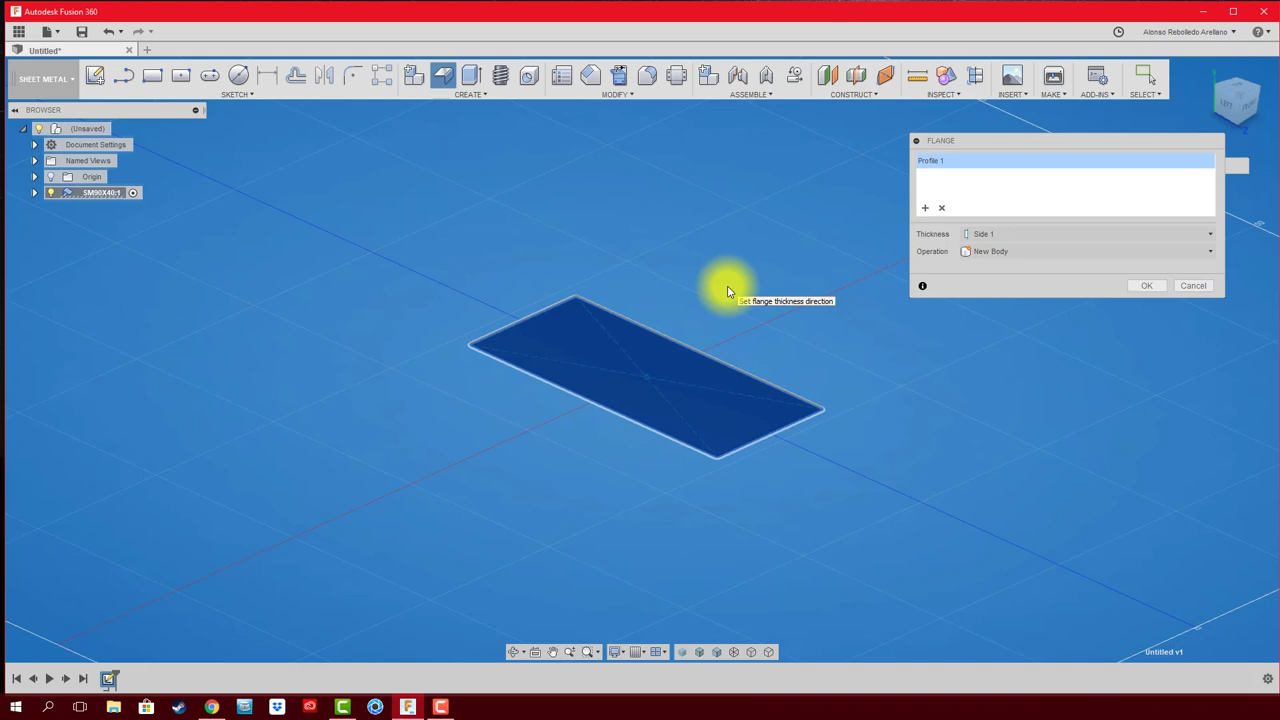 Autodesk Fusion 360
Alonso Rebolledo Arellano
Untitled*
SHEET METAL
SKETCH
CREATE
MODIFY
ASSEMBLE
CONSTRUCT
INSPECT
INSERT
MAKE
ADD-INS
SELECT
BROWSER
(Unsaved)
Document Settings
Named Views
Origin
SM90X40:1
FLANGE
Profile 1
Thickness Side 1
Operation New Body
OK Cancel
Set flange thickness direction
Untitled v1